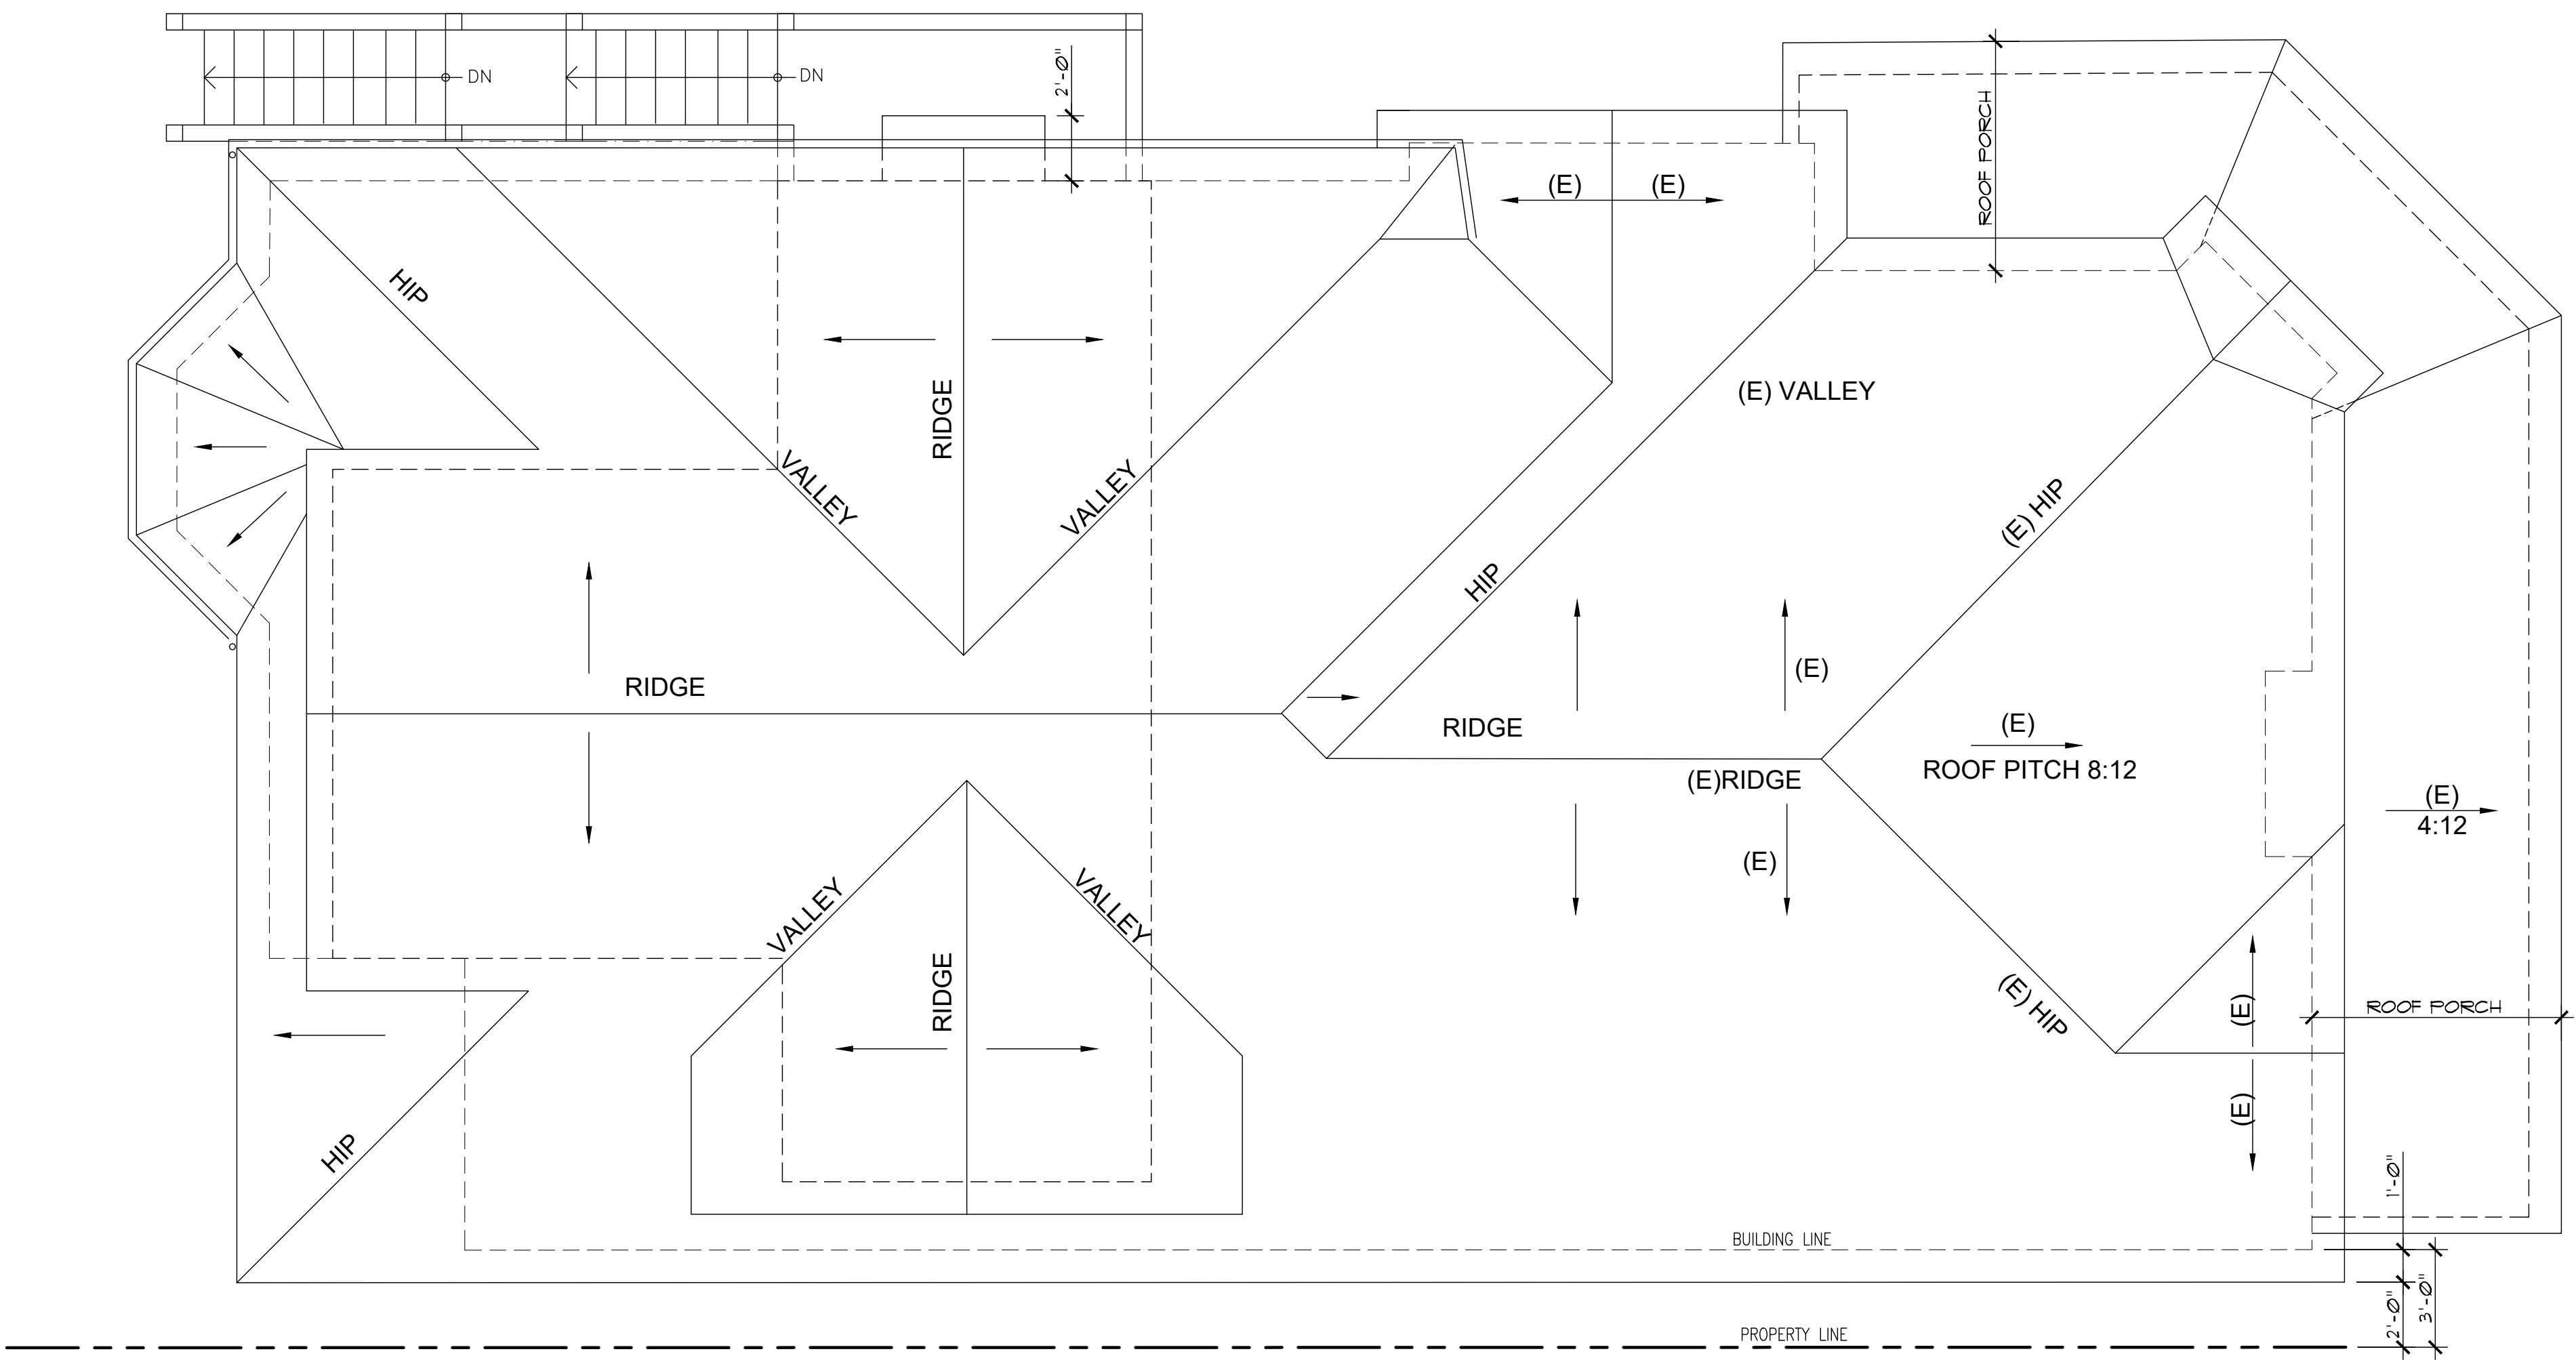 DN
DN
2'-0"
ROOF PORCH
(E)
(E)
HIP
(E) VALLEY
RIDGE
VALLEY
VALLEY
(E) HIP
HIP
(E)
RIDGE
RIDGE
(E)
ROOF PITCH 8:12
(E)RIDGE
(E)
4:12
(E)
VALLEY
VALLEY
RIDGE
(E) HIP
(E)
ROOF PORCH
(E)
HIP
1'-0"
BUILDING LINE
2'-0"
3'-0"
PROPERTY LINE